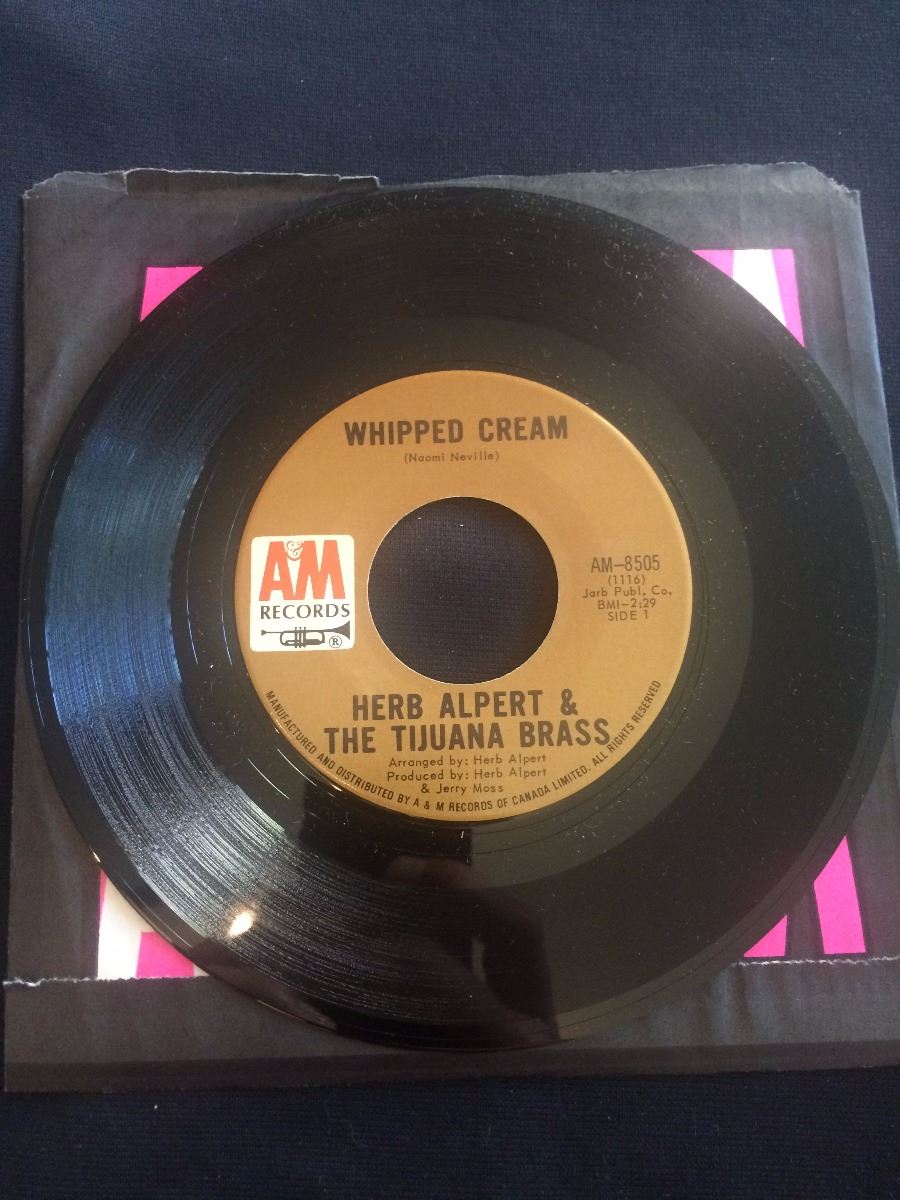 WHIPPED CREAM
(Naomi Neville)
A&M
RECORDS
®
AM-8505
(1116)
Jarb Publ. Co.
BMI-2:29
SIDE 1
HERB ALPERT &
THE TIJUANA BRASS
Arranged by: Herb Alpert
Produced by: Herb Alpert
& Jerry Moss
MANUFACTURED AND DISTRIBUTED BY A & M RECORDS OF CANADA LIMITED. ALL RIGHTS RESERVED